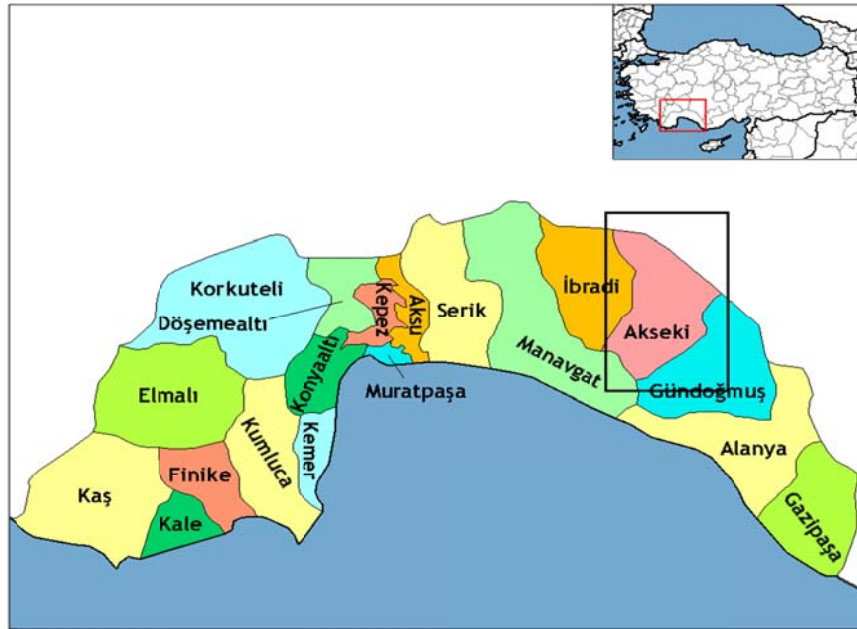 Korkuteli
Döşemealtı
Kepez
Aksu
Serik
İbradi
Akseki
Manavgat
Gündoğmuş
Konyaaltı
Muratpaşa
Elmalı
Kumluca
Kemer
Alanya
Kaş
Finike
Kale
Gazipaşa